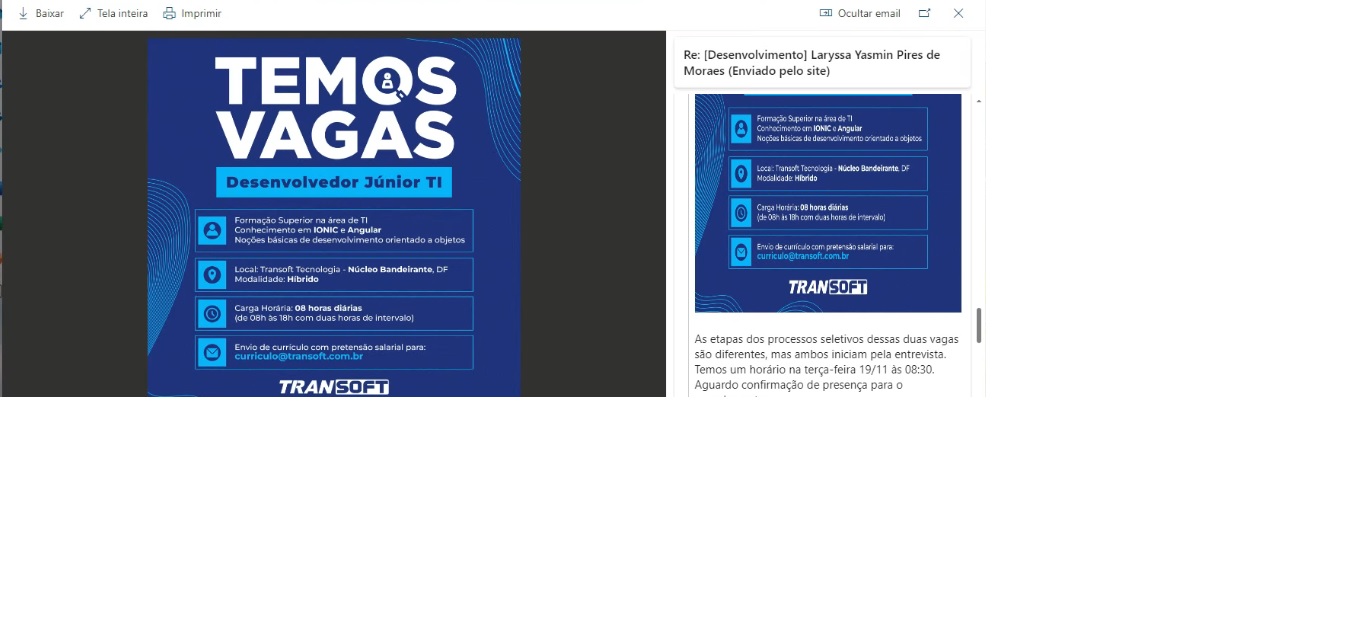 Baixar
Tela inteira
Imprimir
Ocultar email
TEMOS
VAGAS
Desenvolvedor Júnior TI
Formação Superior na área de TI
Conhecimento em IONIC e Angular
Noções básicas de desenvolvimento orientado a objetos
Local: Transoft Tecnologia - Núcleo Bandeirante, DF
Modalidade: Híbrido
Carga Horária: 08 horas diárias
(de 08h às 18h com duas horas de intervalo)
Envio de currículo com pretensão salarial para:
curriculo@transoft.com.br
TRANSOFT
Re: [Desenvolvimento] Laryssa Yasmin Pires de
Moraes (Enviado pelo site)
Formação Superior na área de TI
Conhecimento em IONIC e Angular
Noções básicas de desenvolvimento orientado a objetos
Local: Transoft Tecnologia - Núcleo Bandeirante, DF
Modalidade: Híbrido
Carga Horária: 08 horas diárias
(de 08h às 18h com duas horas de intervalo)
Envio de currículo com pretensão salarial para:
curriculo@transoft.com.br
TRANSOFT
As etapas dos processos seletivos dessas duas vagas
são diferentes, mas ambos iniciam pela entrevista.
Temos um horário na terça-feira 19/11 às 08:30.
Aguardo confirmação de presença para o